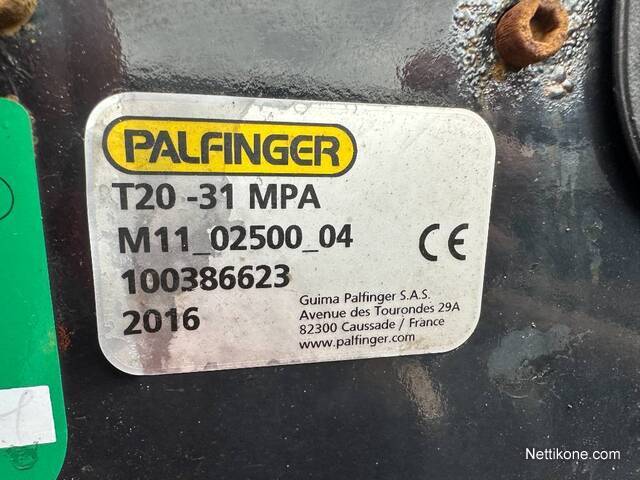 PALFINGER
T20 -31 MPA
M11_02500_04
100386623
2016
CE
Guima Palfinger S.A.S.
Avenue des Tourondes 29A
82300 Caussade / France
www.palfinger.com
Nettikone.com